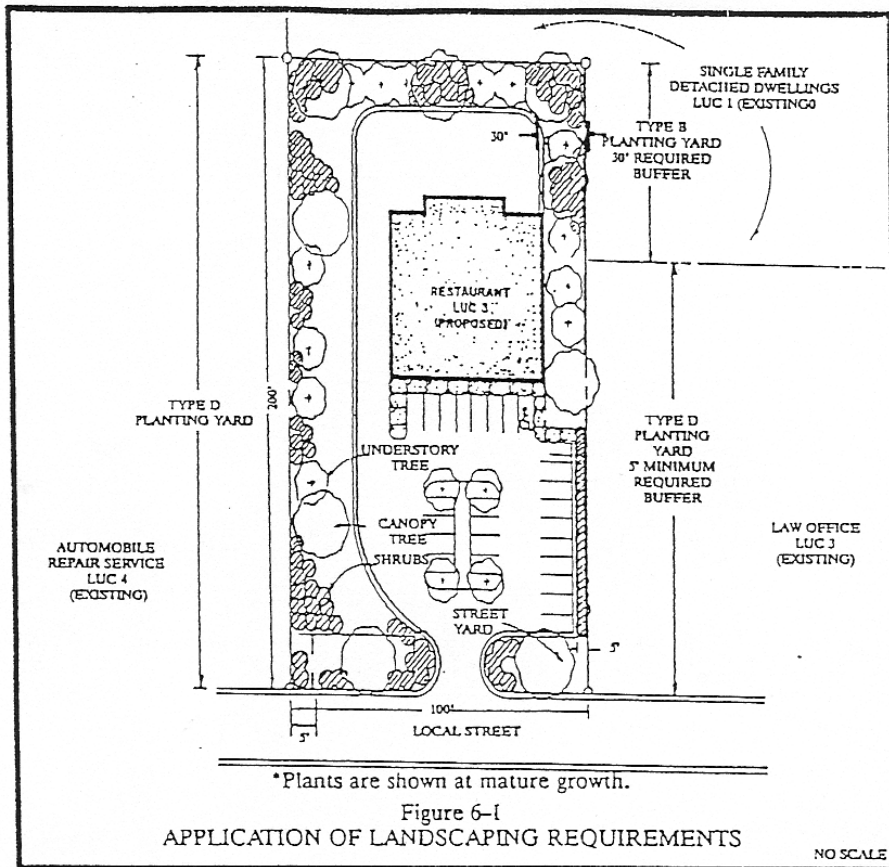 SINGLE FAMILY
DETACHED DWELLINGS
LUC 1 (EXISTING0
30'
TYPE B
PLANTING YARD
30' REQUIRED
BUFFER
RESTAURANT
LUC 3
(PROPOSED)
200'
TYPE D
PLANTING YARD
TYPE D
PLANTING
YARD
5' MINIMUM
REQUIRED
BUFFER
UNDERSTORY
TREE
CANOPY
TREE
SHRUBS
AUTOMOBILE
REPAIR SERVICE
LUC 4
(EXISTING)
LAW OFFICE
LUC 3
(EXISTING)
STREET
YARD
5'
100'
5'
LOCAL STREET
*Plants are shown at mature growth.
Figure 6-1
APPLICATION OF LANDSCAPING REQUIREMENTS
NO SCALE